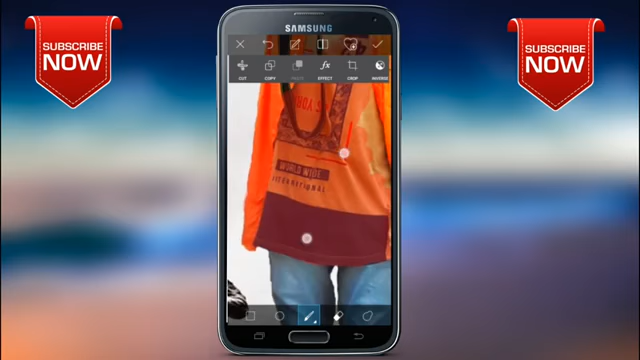 SUBSCRIBE
NOW
SAMSUNG
CUT COPY PASTE EFFECT CROP INVERSE
WORLD WIDE
INTERNATIONAL
SUBSCRIBE
NOW